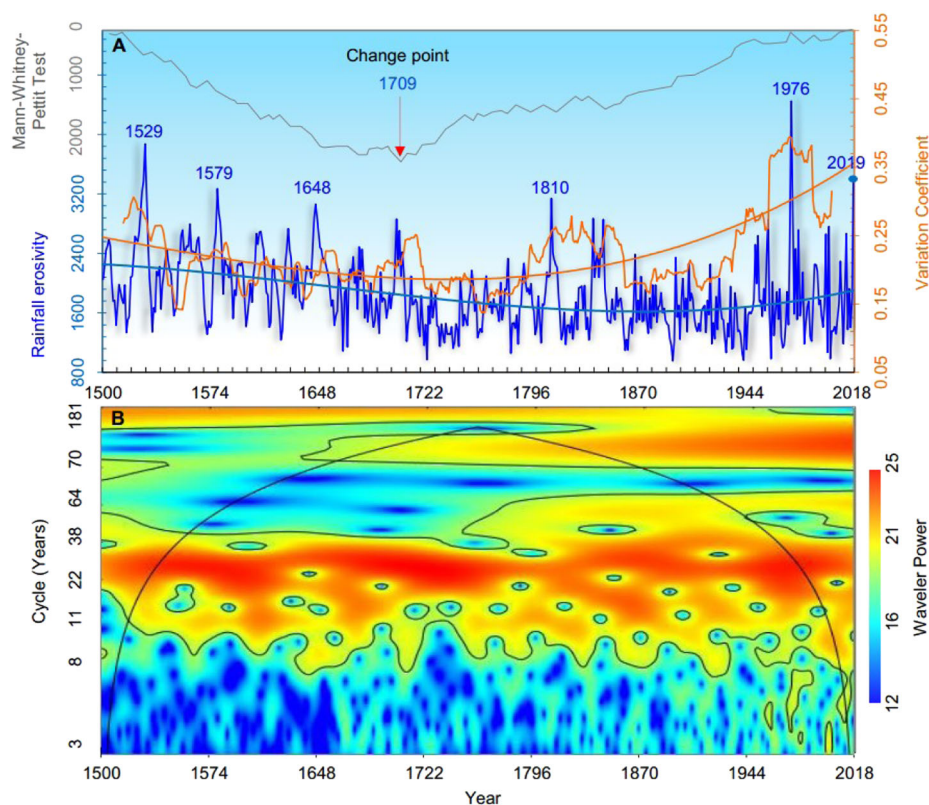 A
Mann-Whitney-
Pettit Test
0
1000
2000
3200
2400
1600
800
Rainfall erosivity
Change point
1709
1529
1579
1648
1810
1976
2019
0.55
0.45
0.35
0.25
0.15
0.05
Variation Coefficient
1500 1574 1648 1722 1796 1870 1944 2018
B
Cycle (Years)
181
70
64
38
22
11
8
3
25
21
16
12
Waveler Power
1500 1574 1648 1722 1796 1870 1944 2018
Year